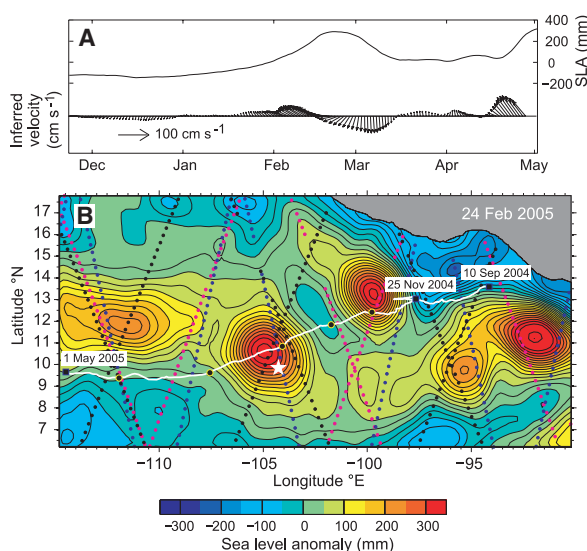 A
400
200
0
−200
SLA (mm)
Inferred
velocity
(cm s⁻¹)
100 cm s⁻¹
Dec Jan Feb Mar Apr May
B
24 Feb 2005
17
16
15
14
13
12
11
10
9
8
7
Latitude °N
10 Sep 2004
25 Nov 2004
1 May 2005
−110 −105 −100 −95
Longitude °E
−300 −200 −100 0 100 200 300
Sea level anomaly (mm)